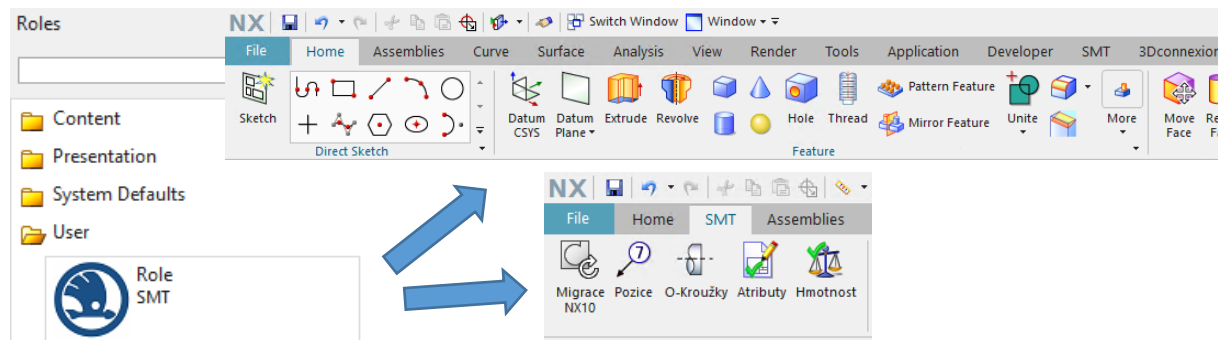 Roles
Content
Presentation
System Defaults
User
Role
SMT
NX Switch Window Window
File Home Assemblies Curve Surface Analysis View Render Tools Application Developer SMT 3Dconnexion
Sketch Datum CSYS Datum Plane Extrude Revolve Hole Thread Pattern Feature Mirror Feature Unite More Move Face
Direct Sketch Feature
NX
File Home SMT Assemblies
7
Migrace Pozice O-Kroužky Atributy Hmotnost
NX10